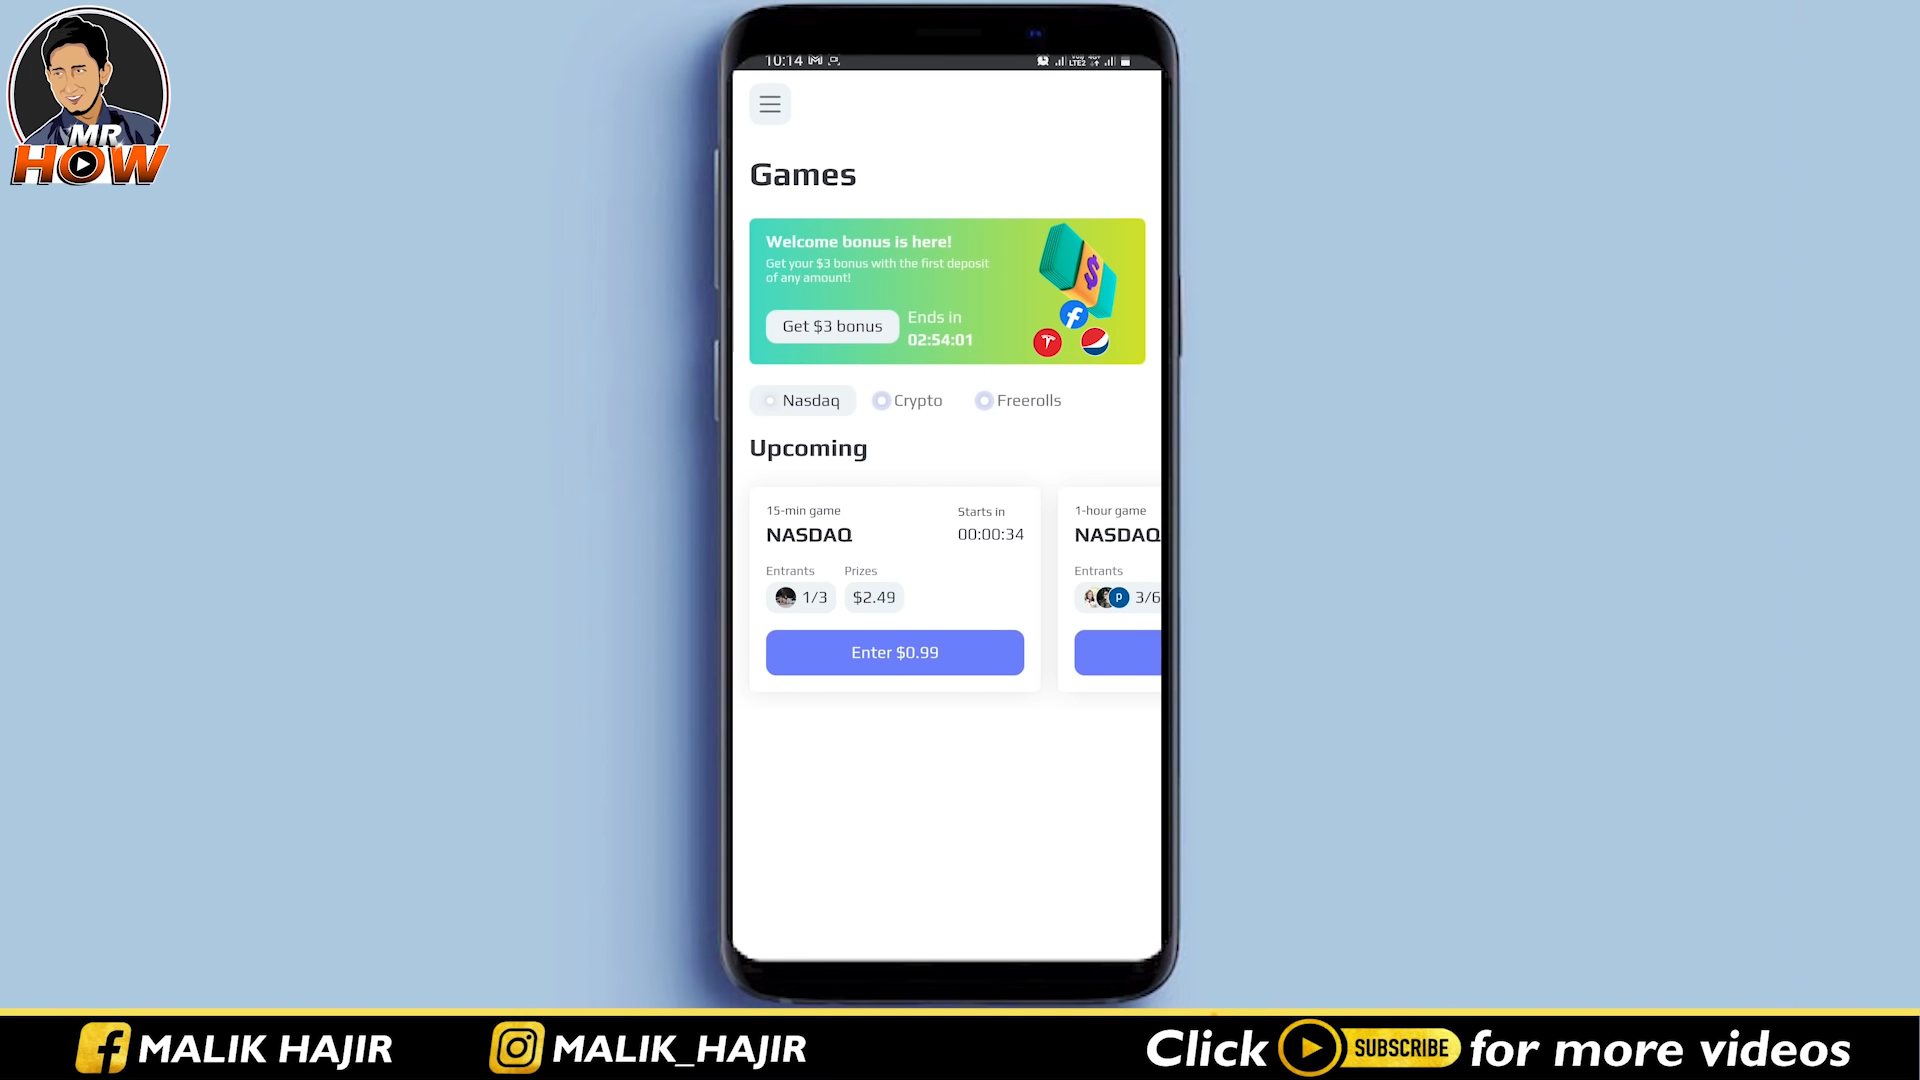 MR
HOW
10:14
LTE2
Games
Welcome bonus is here!
Get your $3 bonus with the first deposit
of any amount!
Get $3 bonus
Ends in
02:54:01
Nasdaq
Crypto
Freerolls
Upcoming
15-min game
NASDAQ
Starts in
00:00:34
Entrants
Prizes
1/3
$2.49
Enter $0.99
1-hour game
NASDAQ
Entrants
P
3/6
MALIK HAJIR
MALIK_HAJIR
Click SUBSCRIBE for more videos